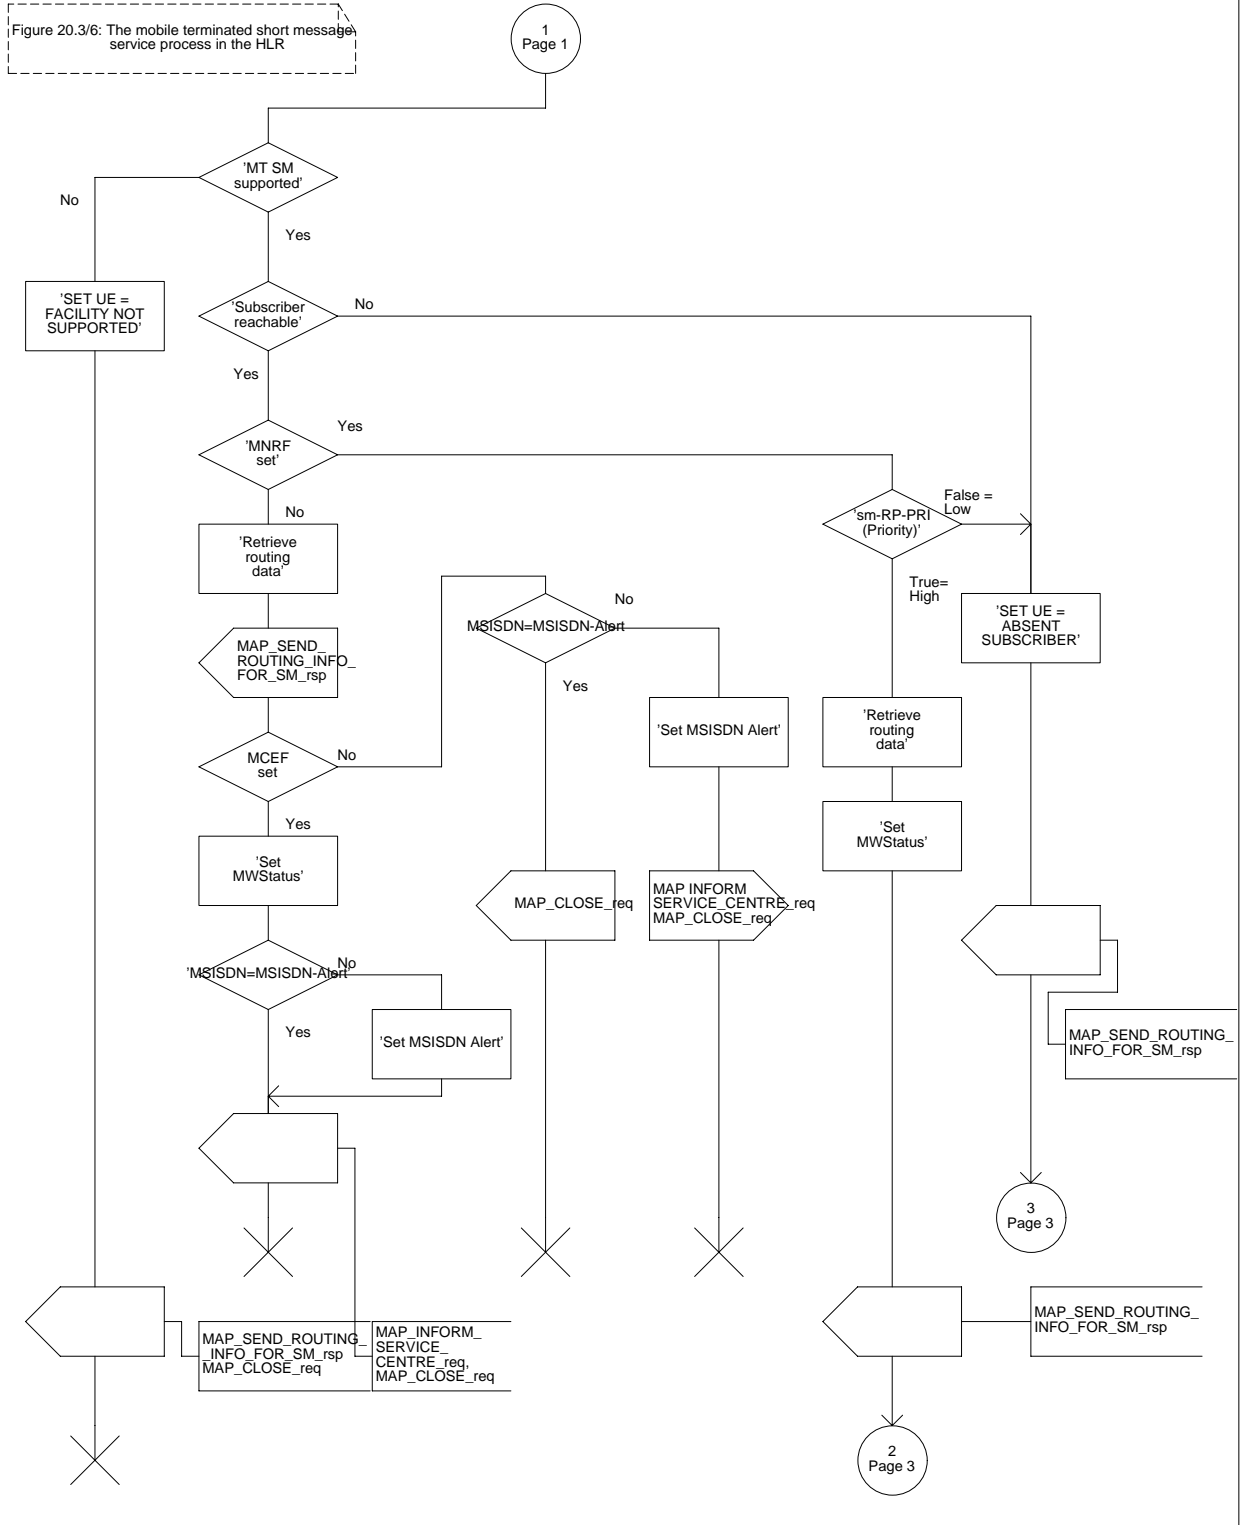 Figure 20.3/6: The mobile terminated short message
service process in the HLR
1
Page 1
'MT SM
supported'
No
Yes
'SET UE =
FACILITY NOT
SUPPORTED'
'Subscriber
reachable'
No
Yes
'MNRF
set'
Yes
No
'sm-RP-PRI
(Priority)'
False =
Low
True=
High
'Retrieve
routing
data'
'SET UE =
ABSENT
SUBSCRIBER'
MSISDN=MSISDN-Alert
No
Yes
MAP_SEND_
ROUTING_INFO_
FOR_SM_rsp
'Set MSISDN Alert'
'Retrieve
routing
data'
MCEF
set
No
Yes
'Set
MWStatus'
'Set
MWStatus'
MAP_CLOSE_req
MAP INFORM
SERVICE_CENTRE_req
MAP_CLOSE_req
'MSISDN=MSISDN-Alert'
No
Yes
'Set MSISDN Alert'
MAP_SEND_ROUTING_
INFO_FOR_SM_rsp
3
Page 3
MAP_SEND_ROUTING_
_INFO_FOR_SM_rsp
MAP_CLOSE_req
MAP_INFORM_
SERVICE_
CENTRE_req,
MAP_CLOSE_req
MAP_SEND_ROUTING_
INFO_FOR_SM_rsp
2
Page 3